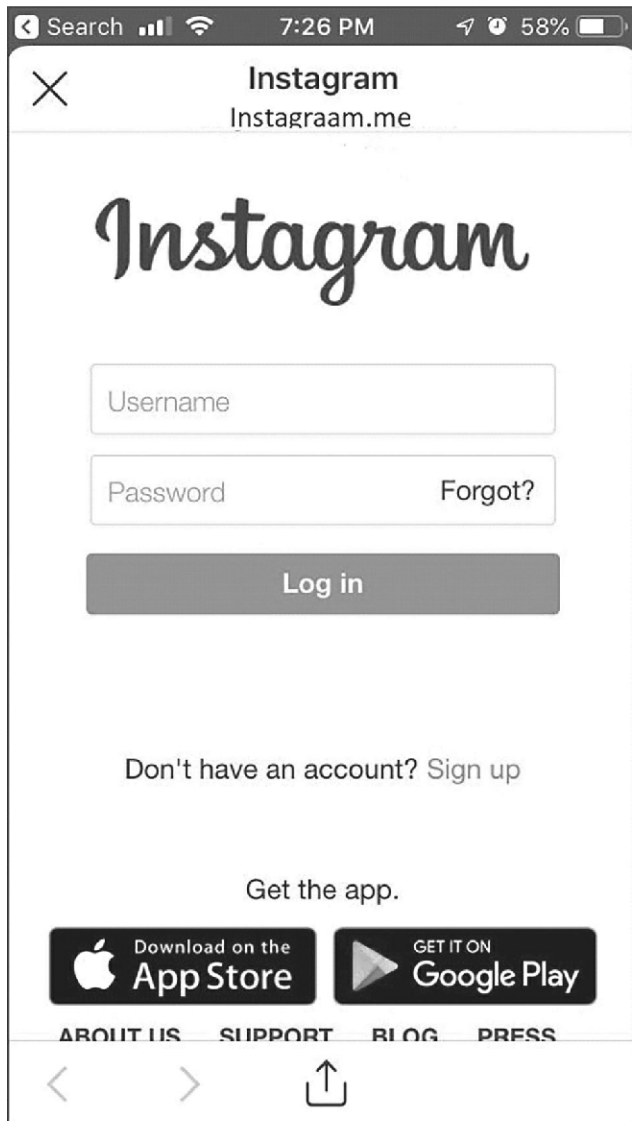 Search 7:26 PM 58%
Instagram
Instagraam.me
Instagram
Username
Password Forgot?
Log in
Don't have an account? Sign up
Get the app.
Download on the GET IT ON
App Store Google Play
ABOUT US SUPPORT BLOG PRESS